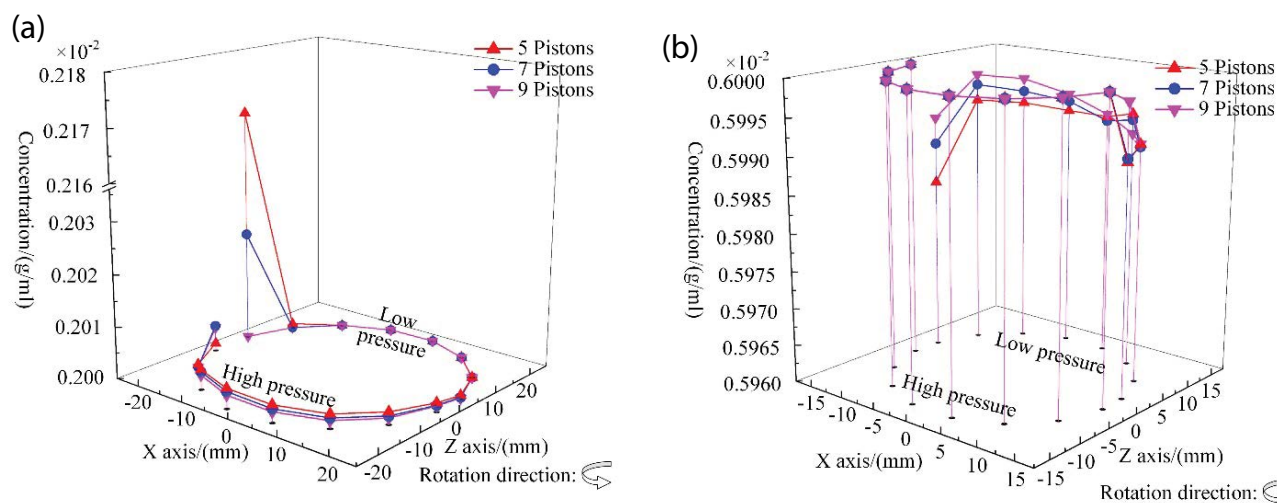 (a)
×10⁻²
0.218
0.217
0.216
0.203
0.202
0.201
0.200
Concentration/(g/ml)
5 Pistons
7 Pistons
9 Pistons
Low
pressure
High pressure
-20
-10
0
10
20
X axis/(mm)
-20
-10
0
10
20
Z axis/(mm)
Rotation direction:
(b)
×10⁻²
0.6000
0.5995
0.5990
0.5985
0.5980
0.5975
0.5970
0.5965
0.5960
Concentration/(g/ml)
5 Pistons
7 Pistons
9 Pistons
Low pressure
High pressure
-15
-10
-5
0
5
10
15
X axis/(mm)
-15
-10
-5
0
5
10
15
Z axis/(mm)
Rotation direction: